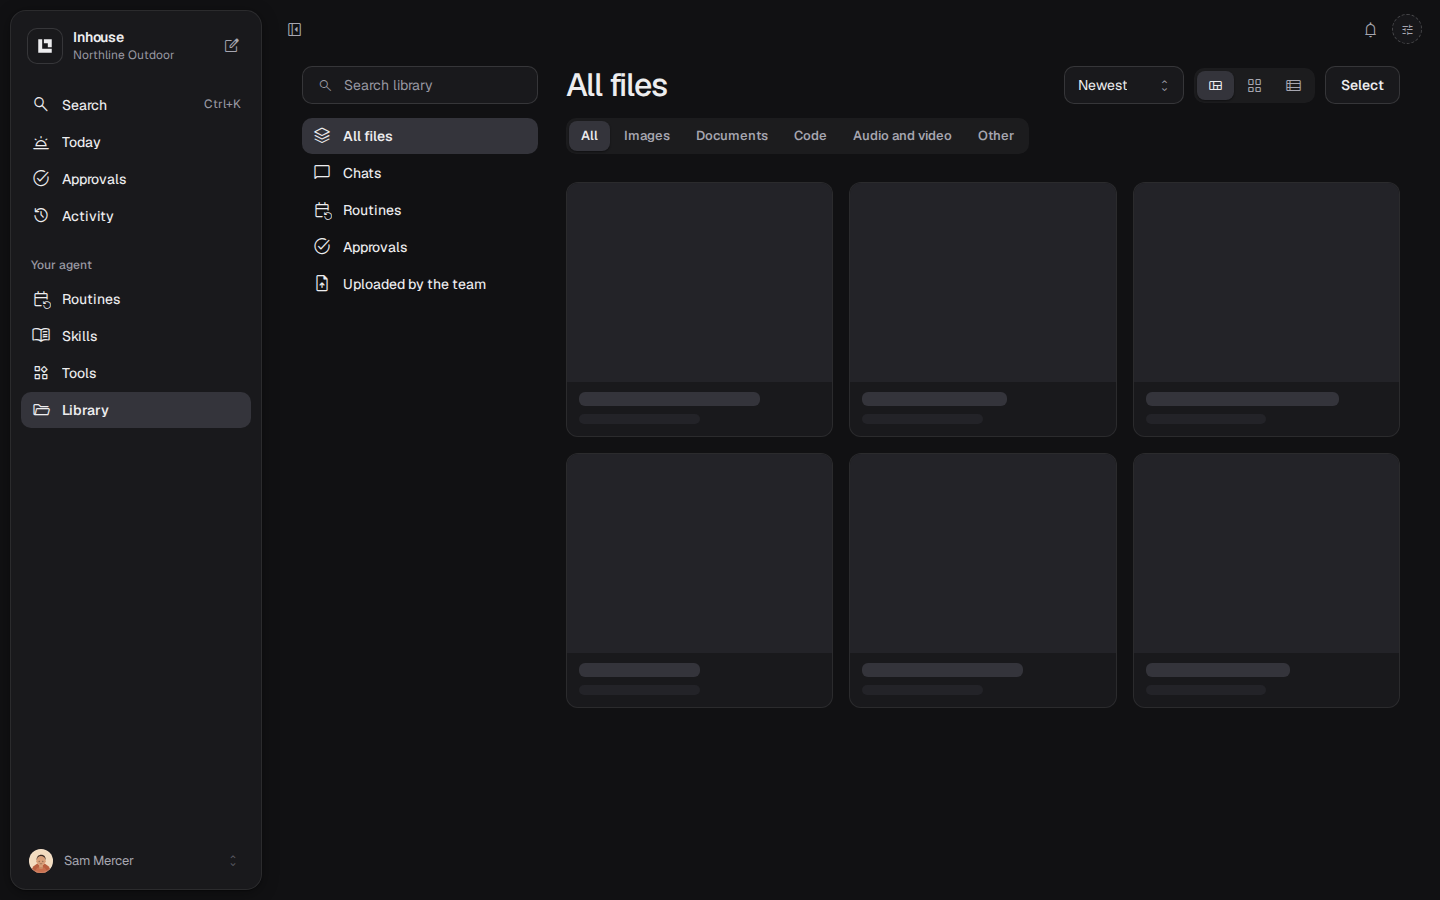 Inhouse
Northline Outdoor
Search Ctrl+K
Today
Approvals
Activity
Your agent
Routines
Skills
Tools
Library
Sam Mercer
Search library
All files
Chats
Routines
Approvals
Uploaded by the team
All files
Newest
Select
All Images Documents Code Audio and video Other